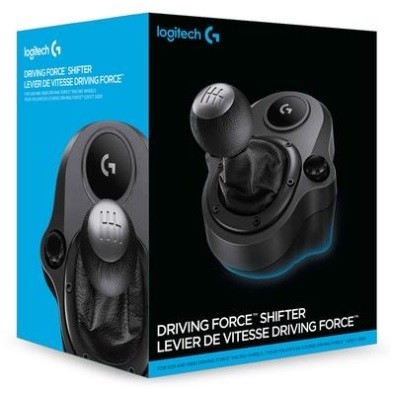 logitech G
DRIVING FORCE™ SHIFTER
LEVIER DE VITESSE DRIVING FORCE™
logitech G
G
G
DRIVING FORCE™ SHIFTER
LEVIER DE VITESSE DRIVING FORCE™